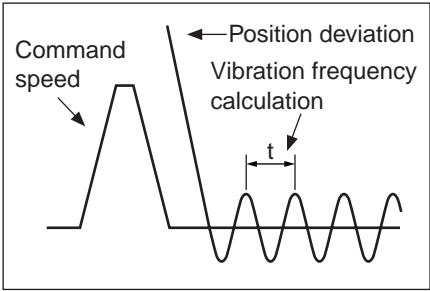 Command
speed
Position deviation
Vibration frequency
calculation
t